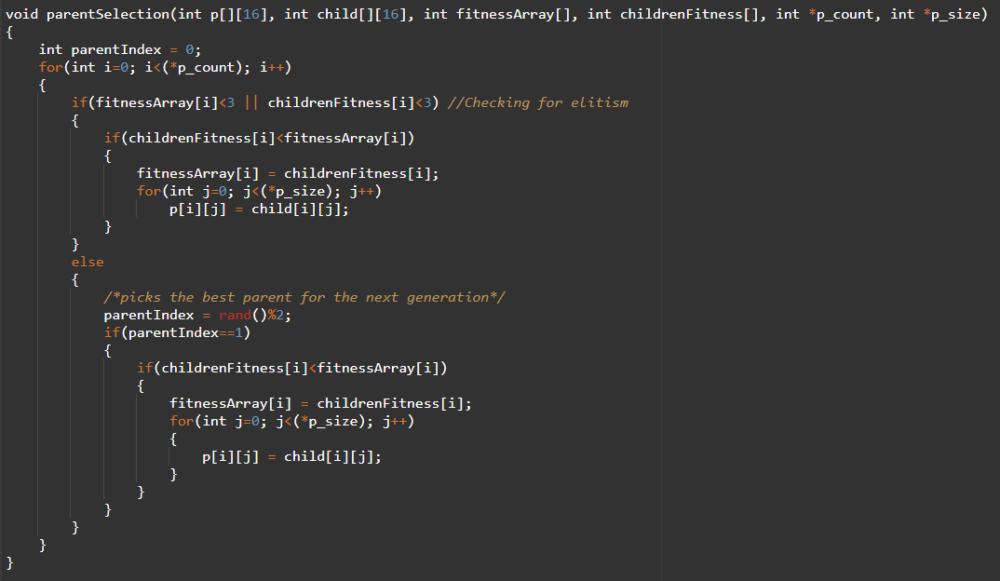 void parentSelection(int p[][16], int child[][16], int fitnessArray[], int childrenFitness[], int *p_count, int *p_size)
{
    int parentIndex = 0;
    for(int i=0; i<(*p_count); i++)
    {
        if(fitnessArray[i]<3 || childrenFitness[i]<3) //Checking for elitism
        {
            if(childrenFitness[i]<fitnessArray[i])
            {
                fitnessArray[i] = childrenFitness[i];
                for(int j=0; j<(*p_size); j++)
                    p[i][j] = child[i][j];
            }
        }
        else
        {
            /*picks the best parent for the next generation*/
            parentIndex = rand()%2;
            if(parentIndex==1)
            {
                if(childrenFitness[i]<fitnessArray[i])
                {
                    fitnessArray[i] = childrenFitness[i];
                    for(int j=0; j<(*p_size); j++)
                    {
                        p[i][j] = child[i][j];
                    }
                }
            }
        }
    }
}